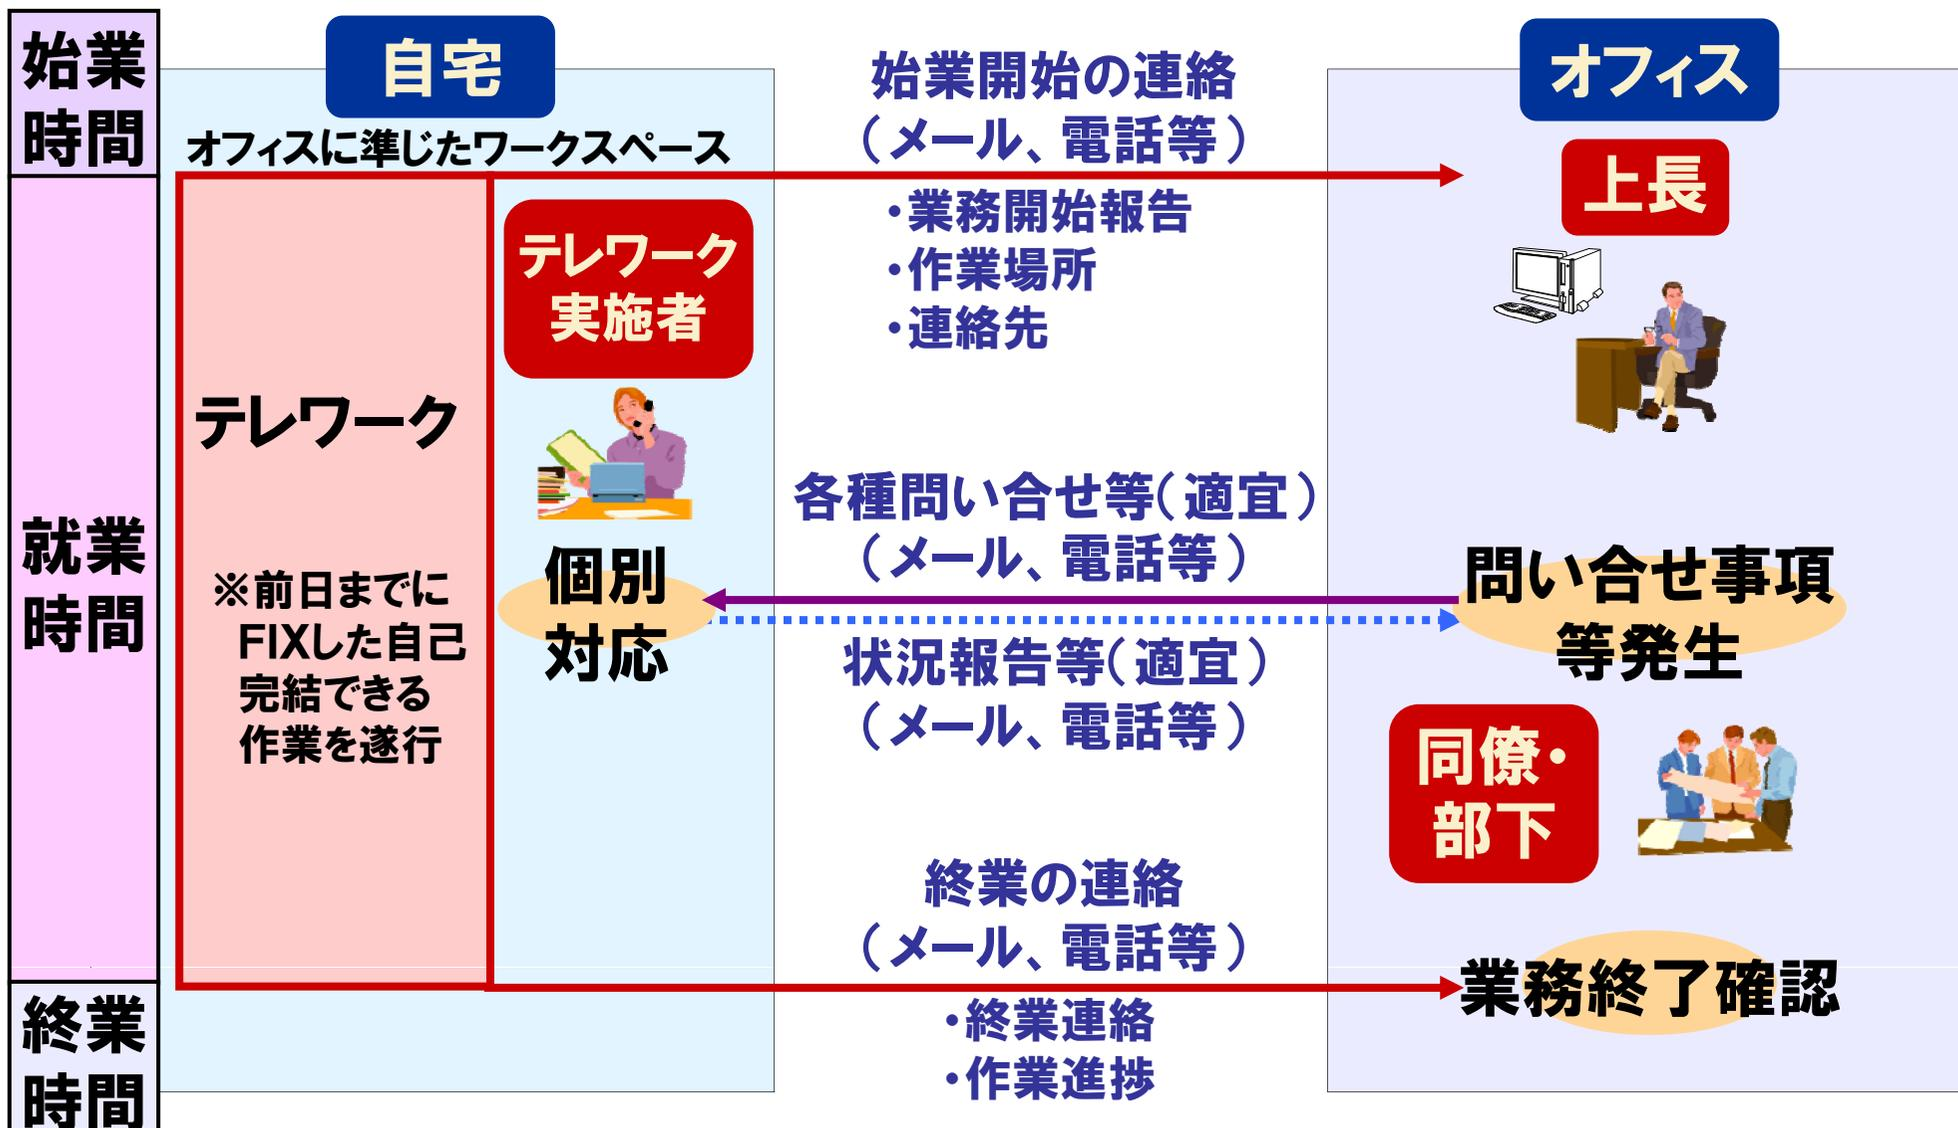 始業
時間
自宅
オフィスに準じたワークスペース
始業開始の連絡
（メール、電話等）
・業務開始報告
・作業場所
・連絡先
オフィス
上長
就業
時間
テレワーク
※前日までに
FIXした自己
完結できる
作業を遂行
テレワーク
実施者
個別
対応
各種問い合せ等（適宜）
（メール、電話等）
状況報告等（適宜）
（メール、電話等）
問い合せ事項
等発生
同僚・
部下
終業の連絡
（メール、電話等）
・終業連絡
・作業進捗
業務終了確認
終業
時間